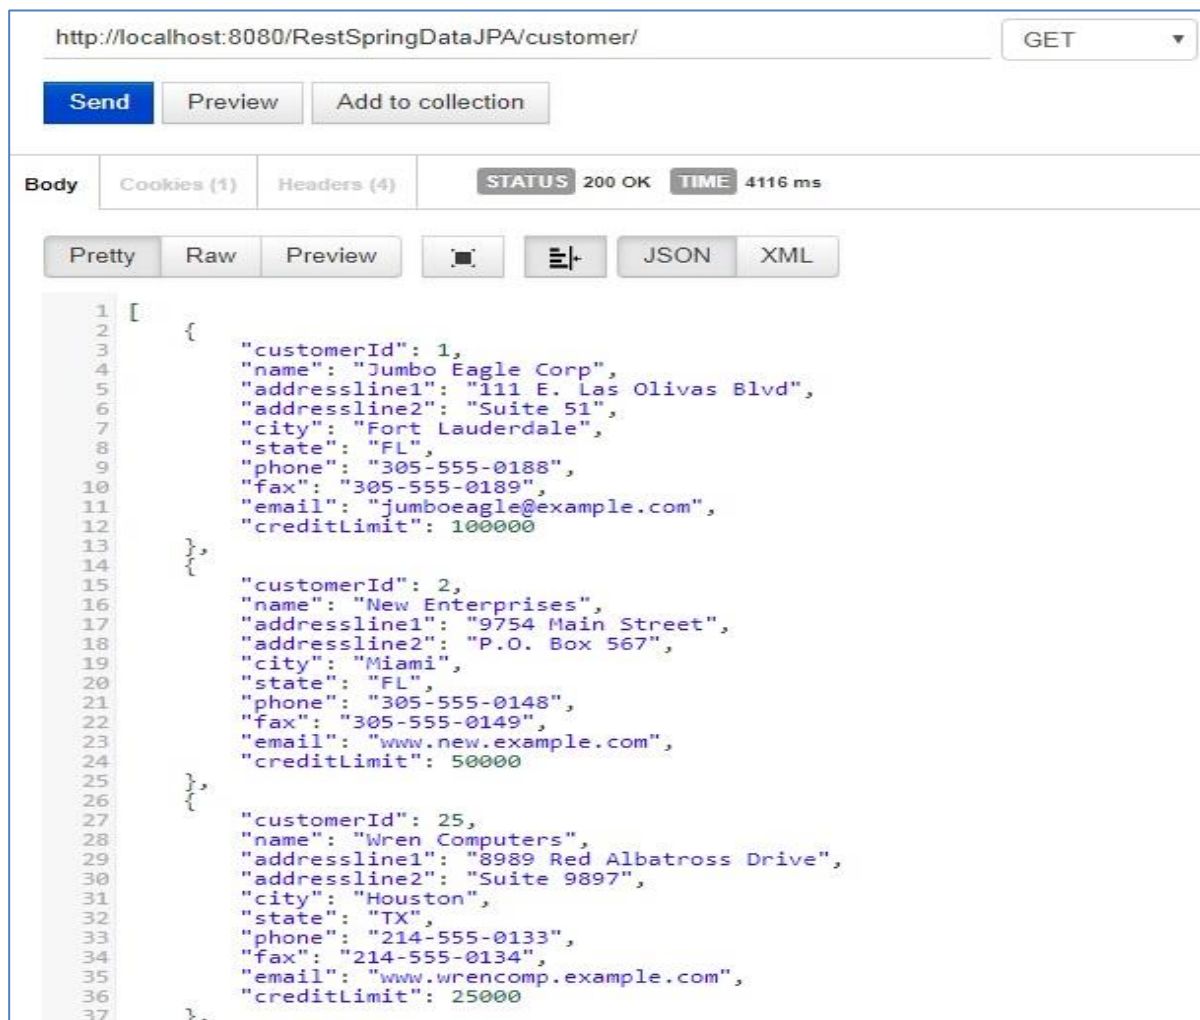 http://localhost:8080/RestSpringDataJPA/customer/ GET
Send Preview Add to collection
Body Cookies (1) Headers (4) STATUS 200 OK TIME 4116 ms
Pretty Raw Preview JSON XML
1 [
2 {
3 "customerId": 1,
4 "name": "Jumbo Eagle Corp",
5 "addressline1": "111 E. Las Olivas Blvd",
6 "addressline2": "Suite 51",
7 "city": "Fort Lauderdale",
8 "state": "FL",
9 "phone": "305-555-0188",
10 "fax": "305-555-0189",
11 "email": "jumboeagle@example.com",
12 "creditLimit": 100000
13 },
14 {
15 "customerId": 2,
16 "name": "New Enterprises",
17 "addressline1": "9754 Main Street",
18 "addressline2": "P.O. Box 567",
19 "city": "Miami",
20 "state": "FL",
21 "phone": "305-555-0148",
22 "fax": "305-555-0149",
23 "email": "www.new.example.com",
24 "creditLimit": 50000
25 },
26 {
27 "customerId": 25,
28 "name": "Wren Computers",
29 "addressline1": "8989 Red Albatross Drive",
30 "addressline2": "Suite 9897",
31 "city": "Houston",
32 "state": "TX",
33 "phone": "214-555-0133",
34 "fax": "214-555-0134",
35 "email": "www.wrencomp.example.com",
36 "creditLimit": 25000
37 },